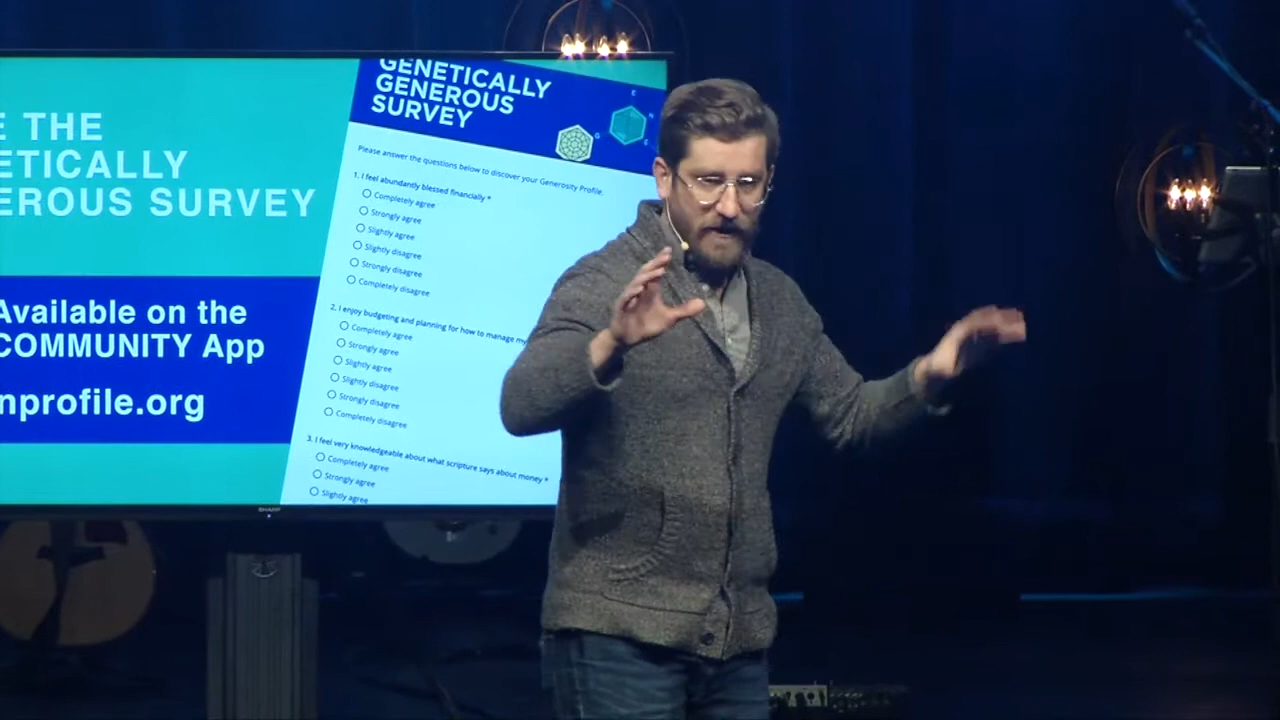 E THE
ETICALLY
EROUS SURVEY
Available on the
COMMUNITY App
nprofile.org
GENETICALLY
GENEROUS
SURVEY
Please answer the questions below to discover your Generosity Profile.
1. I feel abundantly blessed financially *
Completely agree
Strongly agree
Slightly agree
Slightly disagree
Strongly disagree
Completely disagree
2. I enjoy budgeting and planning for how to manage my
Completely agree
Strongly agree
Slightly agree
Slightly disagree
Strongly disagree
Completely disagree
3. I feel very knowledgeable about what scripture says about money *
Completely agree
Strongly agree
Slightly agree
SHARP